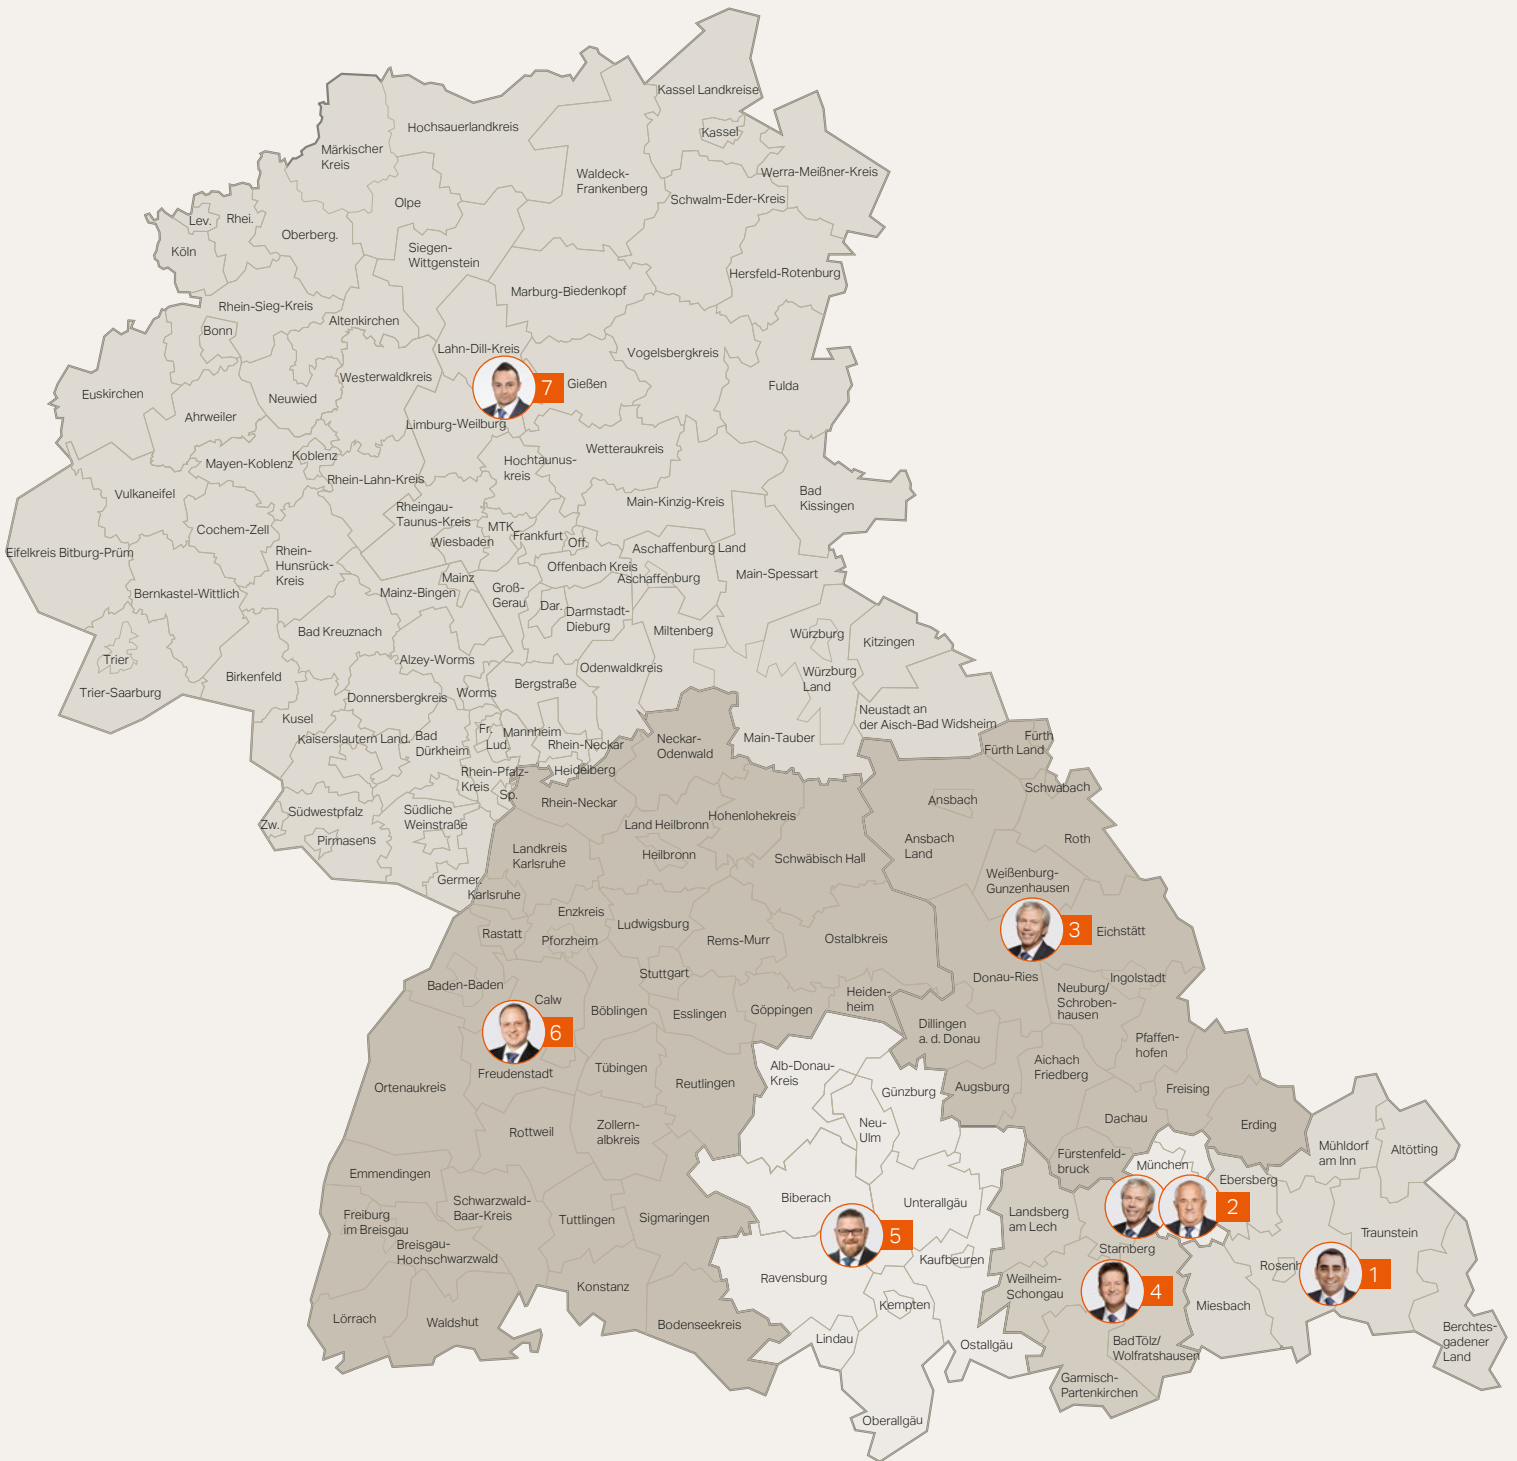 Kassel Landkreise
Hochsauerlandkreis
Kassel
Märkischer
Kreis
Waldeck-
Frankenberg
Werra-Meißner-Kreis
Schwalm-Eder-Kreis
Olpe
Lev.
Rhei.
Oberberg.
Köln
Siegen-
Wittgenstein
Hersfeld-Rotenburg
Marburg-Biedenkopf
Rhein-Sieg-Kreis
Altenkirchen
Bonn
Lahn-Dill-Kreis
Vogelsbergkreis
Westerwaldkreis
7
Gießen
Fulda
Euskirchen
Neuwied
Ahrweiler
Limburg-Weilburg
Wetteraukreis
Koblenz
Mayen-Koblenz
Hochtaunus-
kreis
Rhein-Lahn-Kreis
Vulkaneifel
Bad
Kissingen
Main-Kinzig-Kreis
Rheingau-
Taunus-Kreis
Cochem-Zell
MTK
Frankfurt
Off.
Wiesbaden
Aschaffenburg Land
Eifelkreis Bitburg-Prüm
Rhein-
Hunsrück-
Kreis
Offenbach Kreis
Aschaffenburg
Main-Spessart
Mainz
Mainz-Bingen
Bernkastel-Wittlich
Groß-
Gerau
Dar.
Darmstadt-
Dieburg
Bad Kreuznach
Miltenberg
Würzburg
Kitzingen
Trier
Alzey-Worms
Odenwaldkreis
Würzburg
Land
Birkenfeld
Bergstraße
Trier-Saarburg
Donnersbergkreis
Worms
Neustadt an
der Aisch-Bad Widsheim
Kusel
Fr.
Lud.
Mannheim
Kaiserslautern Land.
Bad
Dürkheim
Rhein-Neckar
Neckar-
Odenwald
Main-Tauber
Fürth
Fürth Land
Rhein-Pfalz-
Kreis
Heidelberg
Sp.
Schwabach
Rhein-Neckar
Ansbach
Südwestpfalz
Südliche
Weinstraße
Zw.
Land Heilbronn
Hohenlohekreis
Pirmasens
Ansbach
Land
Roth
Landkreis
Karlsruhe
Heilbronn
Schwäbisch Hall
Germer.
Karlsruhe
Weißenburg-
Gunzenhausen
Enzkreis
Ludwigsburg
Rastatt
Pforzheim
Rems-Murr
Ostalbkreis
3
Eichstätt
Stuttgart
Donau-Ries
Ingolstadt
Baden-Baden
Calw
Neuburg/
Schroben-
hausen
Heiden-
heim
Böblingen
Esslingen
Göppingen
6
Dillingen
a. d. Donau
Pfaffen-
hofen
Freudenstadt
Tübingen
Alb-Donau-
Kreis
Aichach
Friedberg
Ortenaukreis
Reutlingen
Günzburg
Augsburg
Freising
Neu-
Ulm
Dachau
Erding
Rottweil
Zollern-
albkreis
Fürstenfeld-
bruck
Mühldorf
am Inn
Altötting
München
Emmendingen
Ebersberg
Biberach
Unterallgäu
Schwarzwald-
Baar-Kreis
2
Freiburg
im Breisgau
Tuttlingen
Sigmaringen
Landsberg
am Lech
5
Traunstein
Breisgau-
Hochschwarzwald
Starnberg
Kaufbeuren
Rosenh
1
Ravensburg
Konstanz
Weilheim-
Schongau
4
Kempten
Miesbach
Lörrach
Waldshut
Bodenseekreis
Lindau
Ostallgäu
Bad Tölz/
Wolfratshausen
Berchtes-
gadener
Land
Garmisch-
Partenkirchen
Oberallgäu